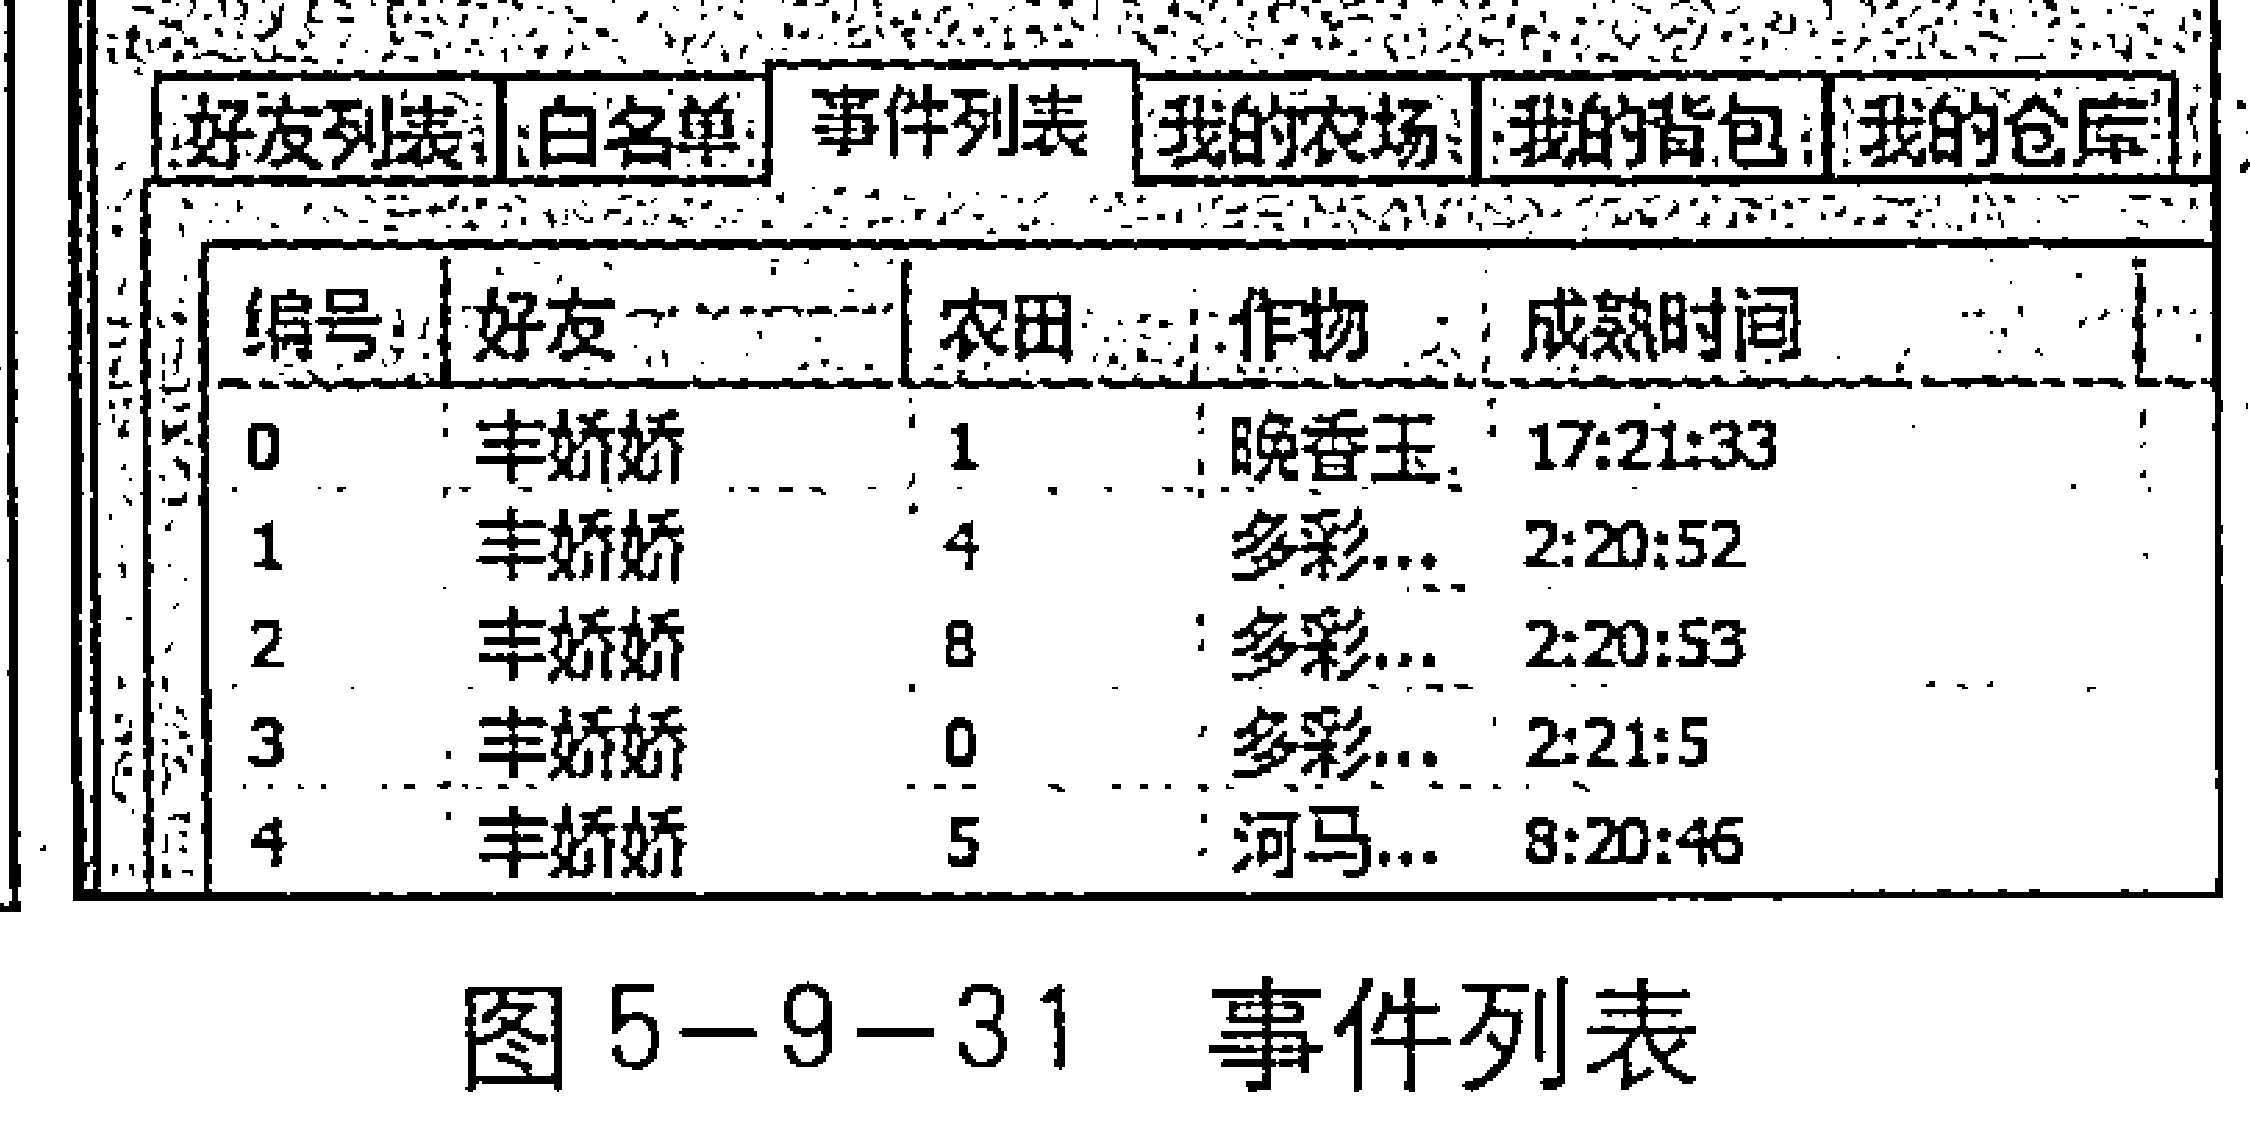 好友列表 白名单 事件列表 我的农场 我的背包 我的仓库
编号 好友 农田 作物 成熟时间
0 丰娇娇 1 晚香玉 17:21:33
1 丰娇娇 4 多彩... 2:20:52
2 丰娇娇 8 多彩... 2:20:53
3 丰娇娇 0 多彩... 2:21:5
4 丰娇娇 5 河马... 8:20:46
图5-9-31 事件列表